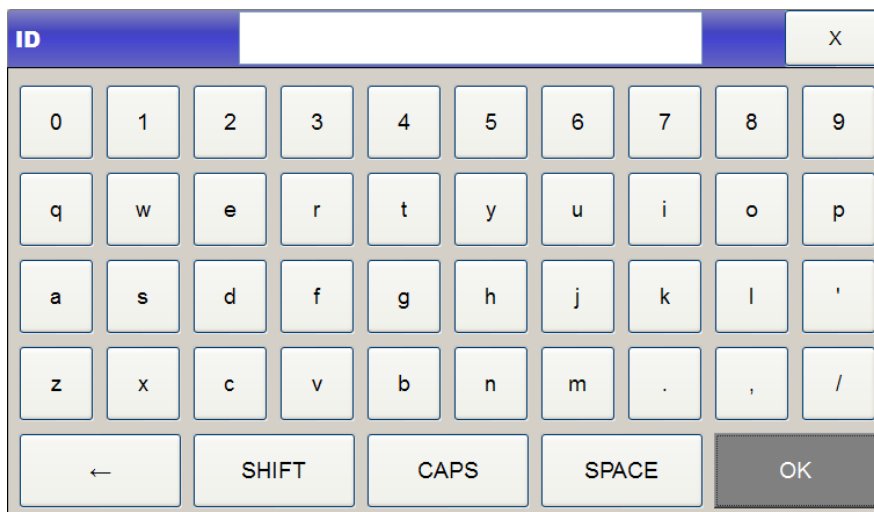 ID X
0 1 2 3 4 5 6 7 8 9
q w e r t y u i o p
a s d f g h j k l '
z x c v b n m . , /
← SHIFT CAPS SPACE OK